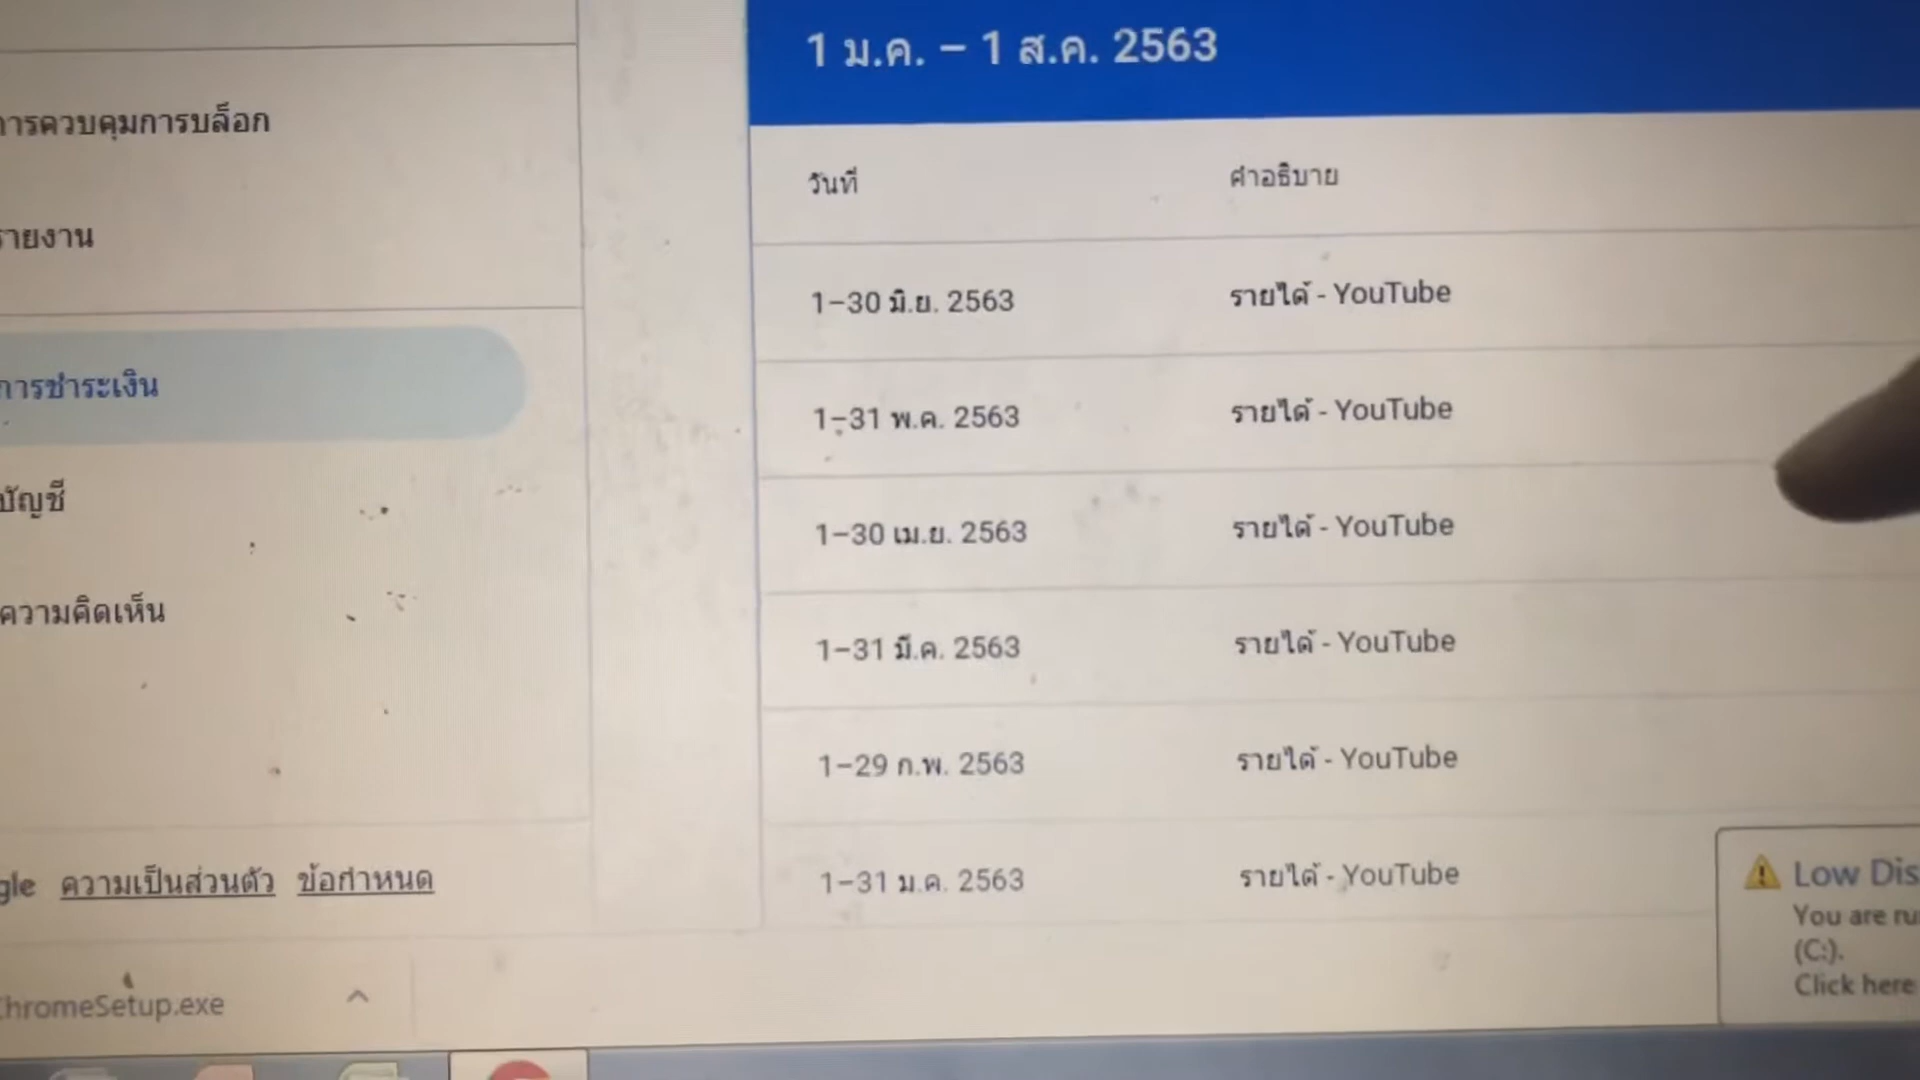 1 ม.ค. – 1 ส.ค. 2563
การควบคุมการบล็อก
วันที่
คำอธิบาย
รายงาน
1–30 มิ.ย. 2563
รายได้ - YouTube
การชำระเงิน
1–31 พ.ค. 2563
รายได้ - YouTube
บัญชี
1–30 เม.ย. 2563
รายได้ - YouTube
ความคิดเห็น
1–31 มี.ค. 2563
รายได้ - YouTube
1–29 ก.พ. 2563
รายได้ - YouTube
gle ความเป็นส่วนตัว ข้อกำหนด
1–31 ม.ค. 2563
รายได้ - YouTube
Low Dis
You are ru
(C:).
Click here
ChromeSetup.exe